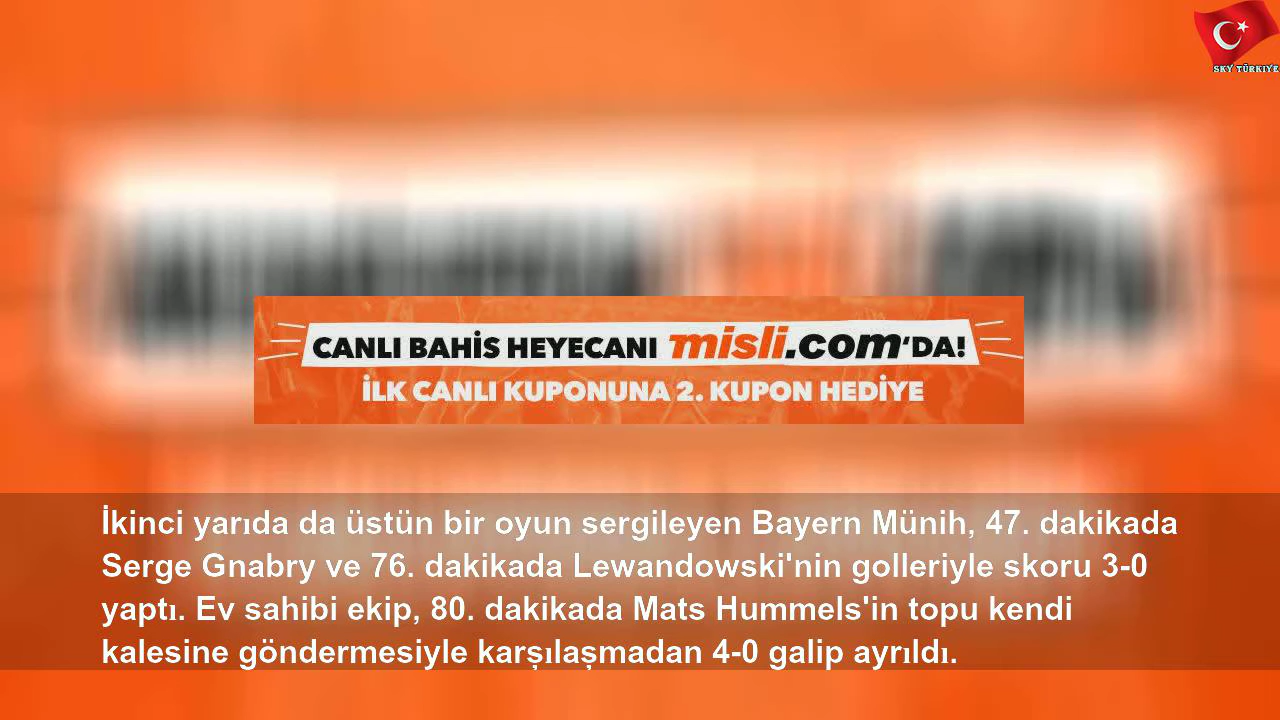 SKY TÜRKIYE
CANLI BAHİS HEYECANI misli.com'DA!
İLK CANLI KUPONUNA 2. KUPON HEDİYE
İkinci yarıda da üstün bir oyun sergileyen Bayern Münih, 47. dakikada
Serge Gnabry ve 76. dakikada Lewandowski'nin golleriyle skoru 3-0
yaptı. Ev sahibi ekip, 80. dakikada Mats Hummels'in topu kendi
kalesine göndermesiyle karşılaşmadan 4-0 galip ayrıldı.